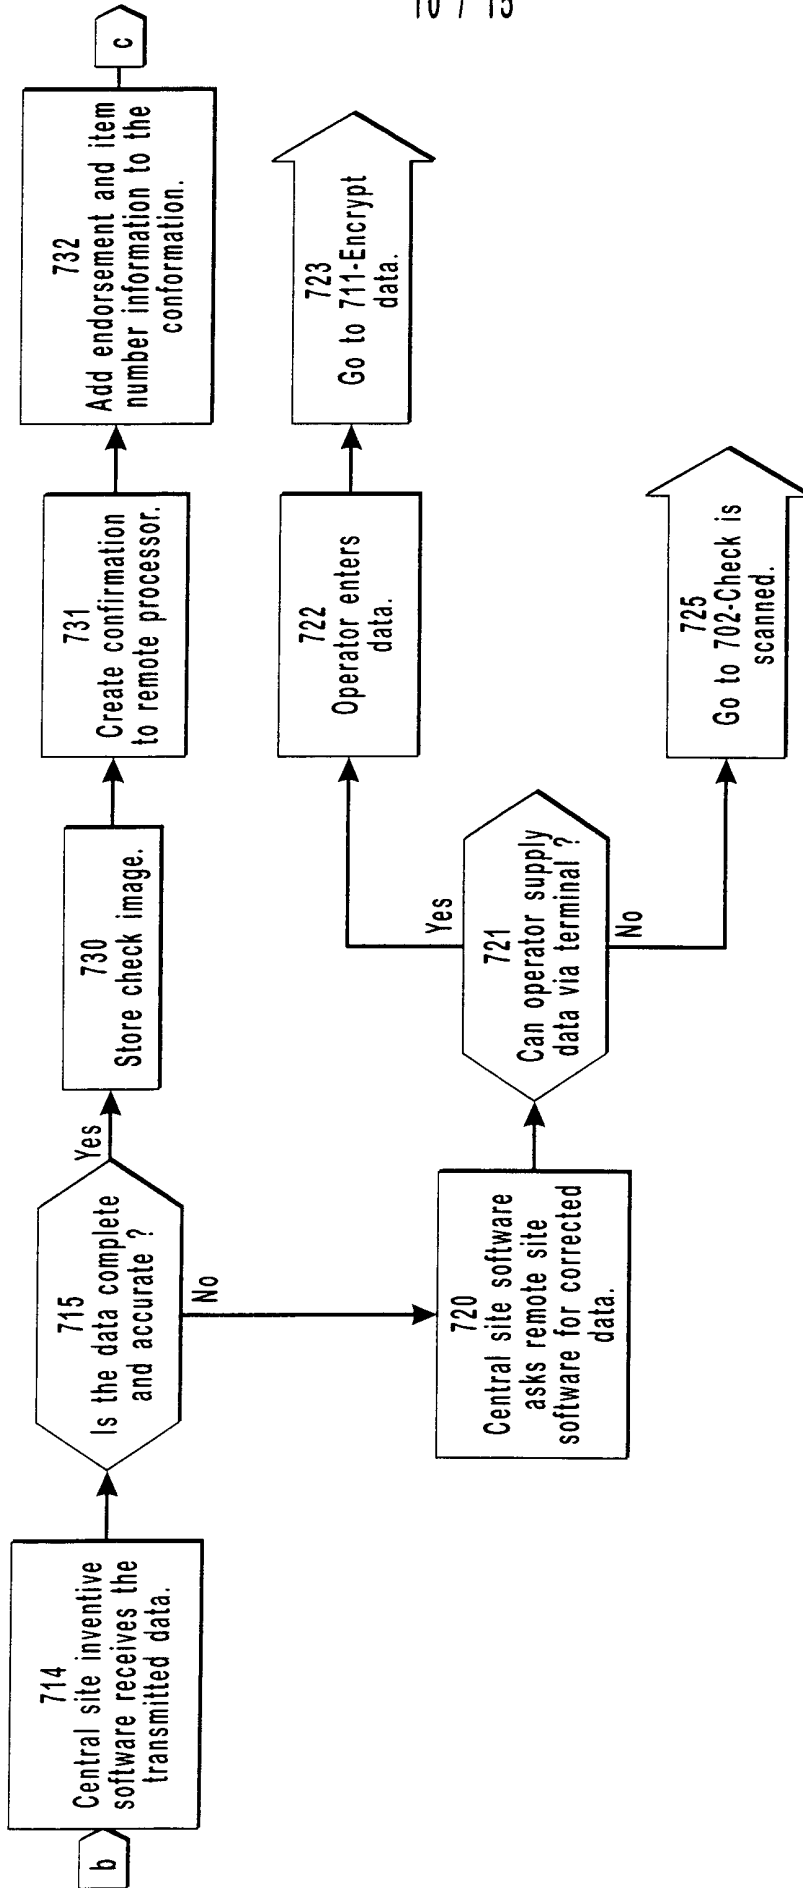 10 / 15
b
714
Central site inventive
software receives the
transmitted data.
715
Is the data complete
and accurate ?
Yes
No
730
Store check image.
731
Create confirmation
to remote processor.
732
Add endorsement and item
number information to the
conformation.
c
720
Central site software
asks remote site
software for corrected
data.
721
Can operator supply
data via terminal ?
Yes
No
722
Operator enters
data.
723
Go to 711-Encrypt
data.
725
Go to 702-Check is
scanned.